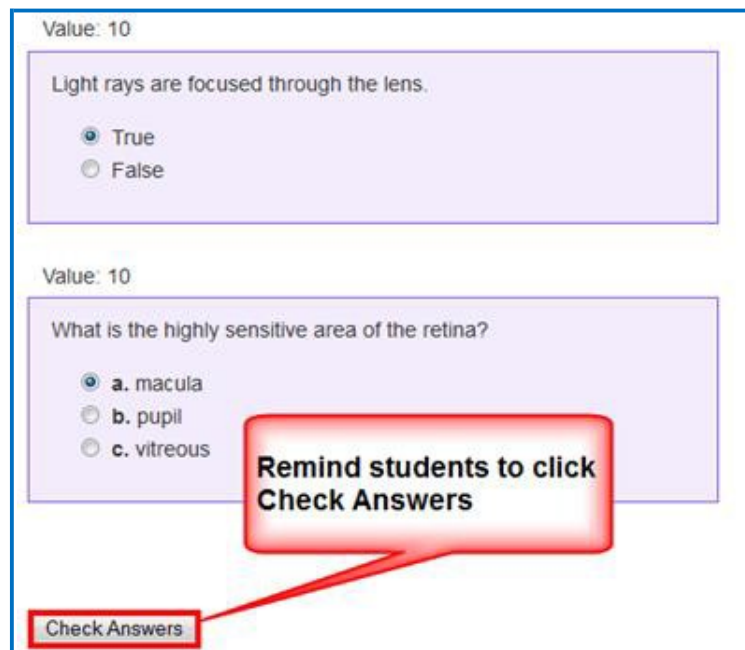 Value: 10
Light rays are focused through the lens.
True
False
Value: 10
What is the highly sensitive area of the retina?
a. macula
b. pupil
c. vitreous
Remind students to click
Check Answers
Check Answers